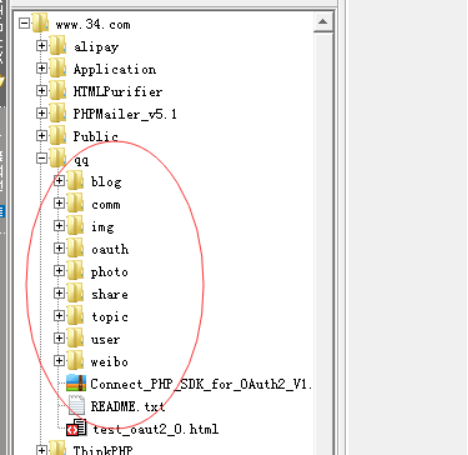 www.34.com
alipay
Application
HTMLPurifier
PHPMailer_v5.1
Public
qq
blog
comm
img
oauth
photo
share
topic
user
weibo
Connect_PHP_SDK_for_OAuth2_V1.
README.txt
test_oaut2_0.html
ThinkPHP